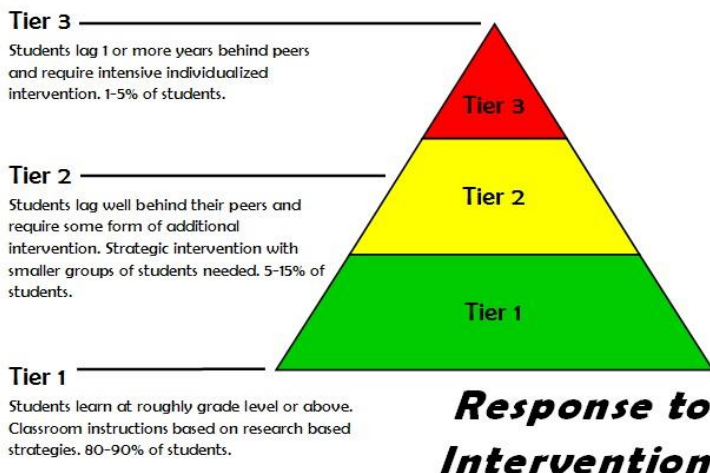 Tier 3
Students lag 1 or more years behind peers
and require intensive individualized
intervention. 1-5% of students.
Tier 3
Tier 2
Students lag well behind their peers and
require some form of additional
intervention. Strategic intervention with
smaller groups of students needed. 5-15% of
students.
Tier 2
Tier 1
Tier 1
Students learn at roughly grade level or above.
Classroom instructions based on research based
strategies. 80-90% of students.
Response to
Intervention